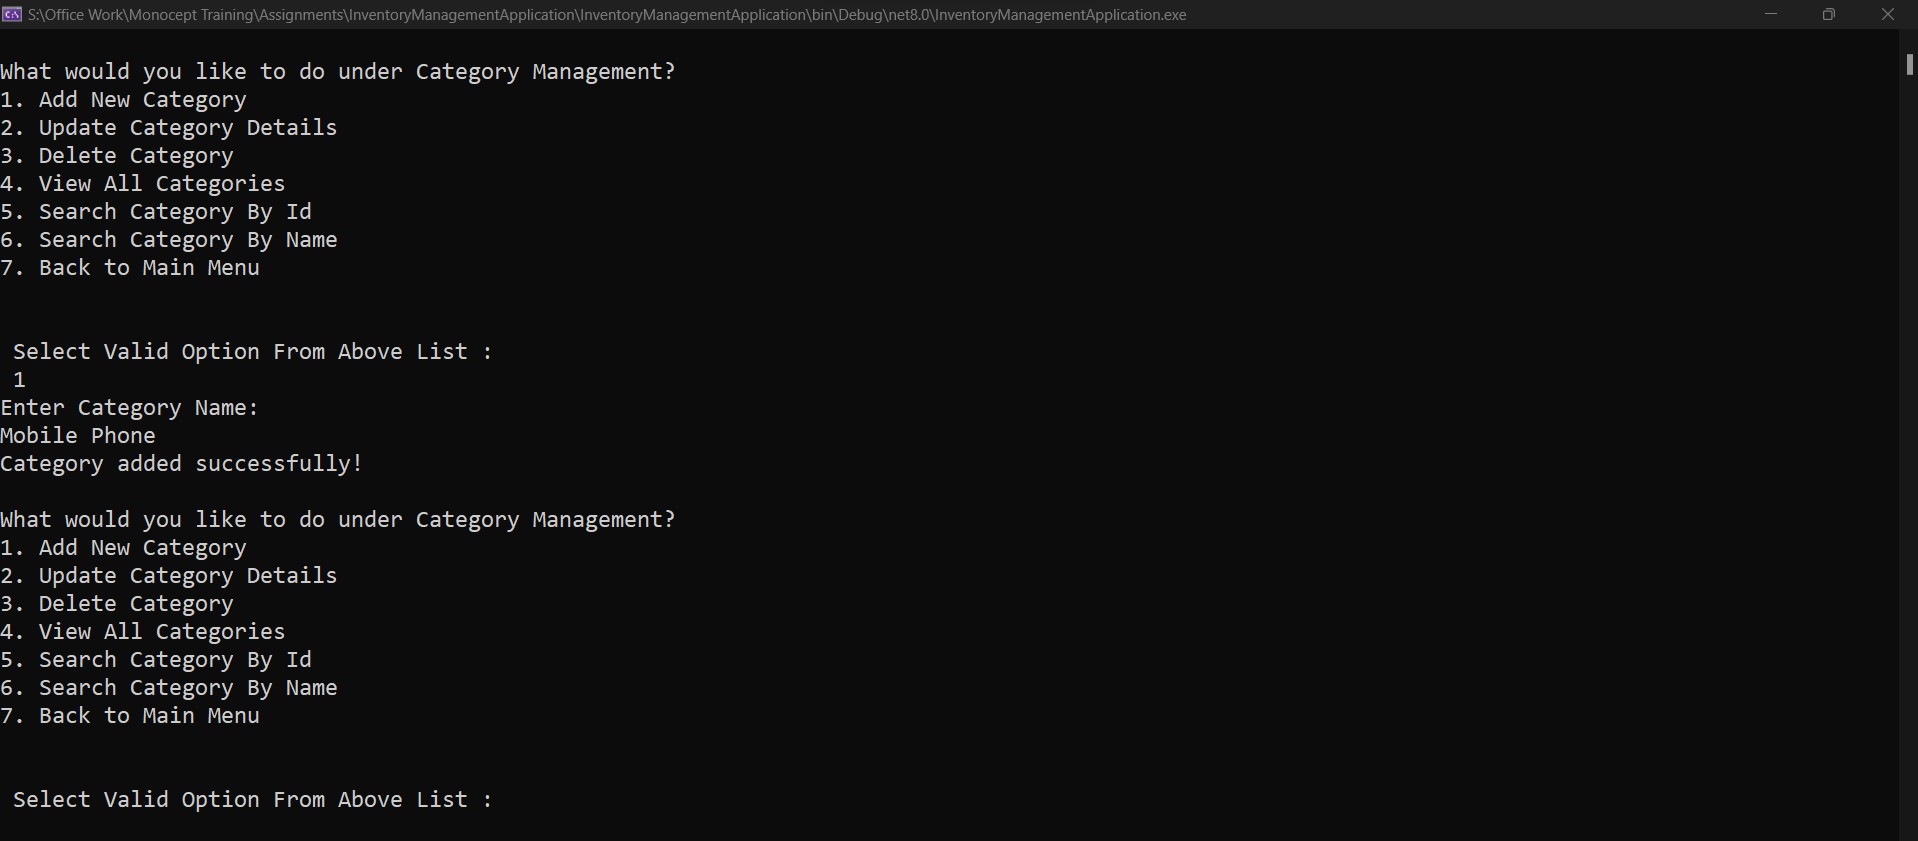 C:\ S:\Office Work\Monocept Training\Assignments\InventoryManagementApplication\InventoryManagementApplication\bin\Debug\net8.0\InventoryManagementApplication.exe
What would you like to do under Category Management?
1. Add New Category
2. Update Category Details
3. Delete Category
4. View All Categories
5. Search Category By Id
6. Search Category By Name
7. Back to Main Menu
Select Valid Option From Above List :
1
Enter Category Name:
Mobile Phone
Category added successfully!
What would you like to do under Category Management?
1. Add New Category
2. Update Category Details
3. Delete Category
4. View All Categories
5. Search Category By Id
6. Search Category By Name
7. Back to Main Menu
Select Valid Option From Above List :